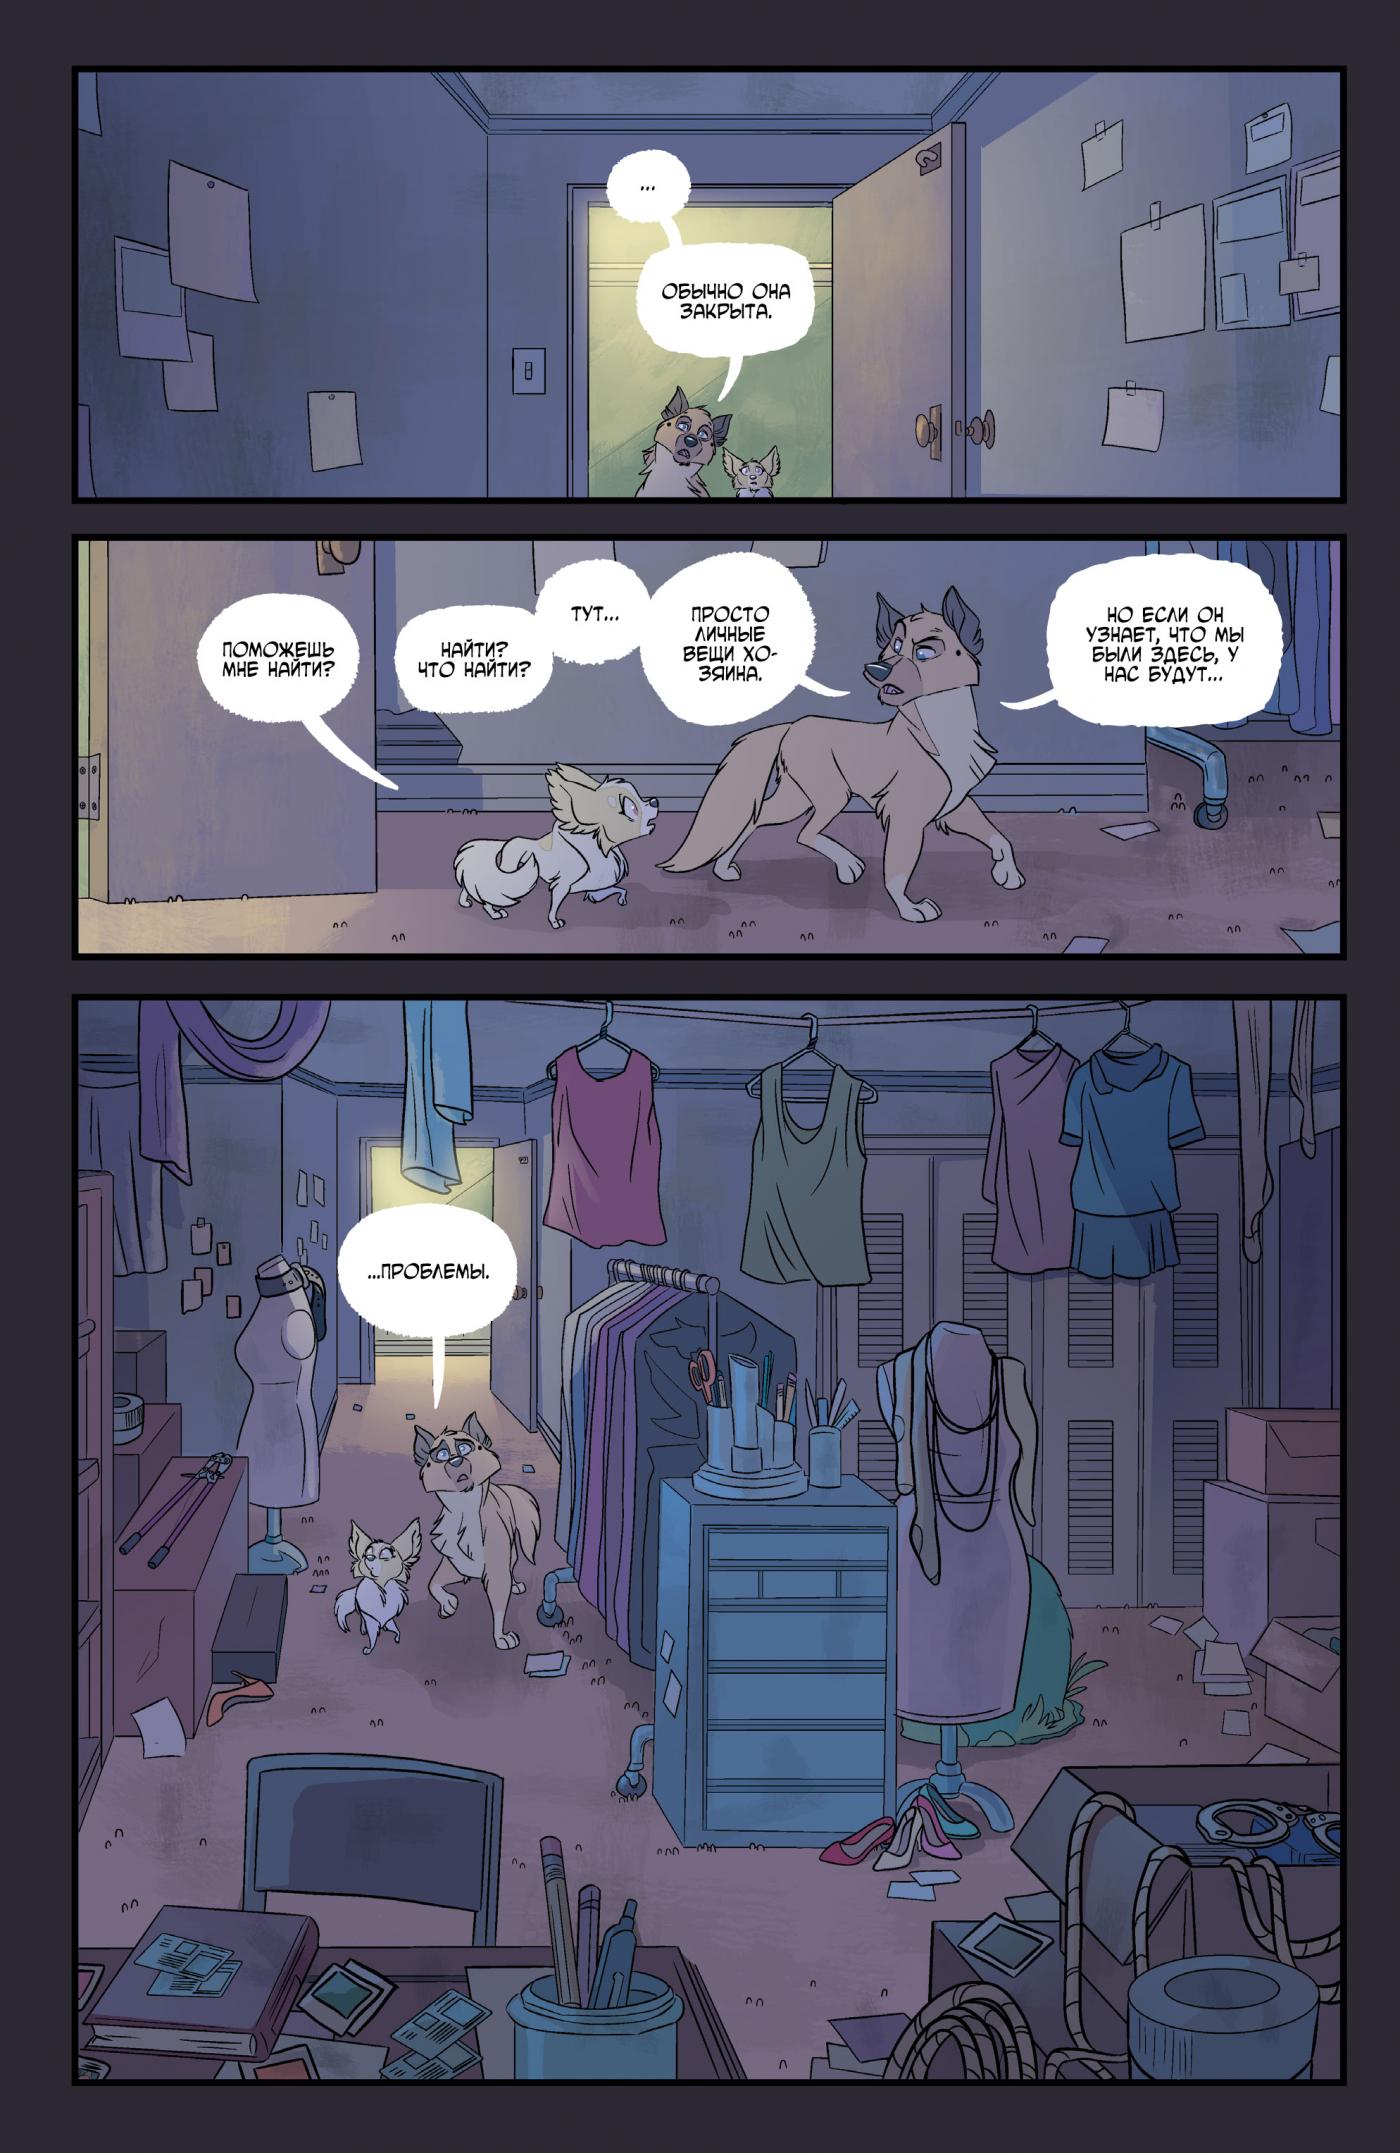 ...
ОБЫЧНО ОНА
ЗАКРЫТА.
ПОМОЖЕШЬ
МНЕ НАЙТИ?
НАЙТИ?
ЧТО НАЙТИ?
ТУТ...
ПРОСТО
ЛИЧНЫЕ
ВЕЩИ ХО-
ЗЯИНА.
НО ЕСЛИ ОН
УЗНАЕТ, ЧТО МЫ
БЫЛИ ЗДЕСЬ, У
НАС БУДУТ...
...ПРОБЛЕМЫ.